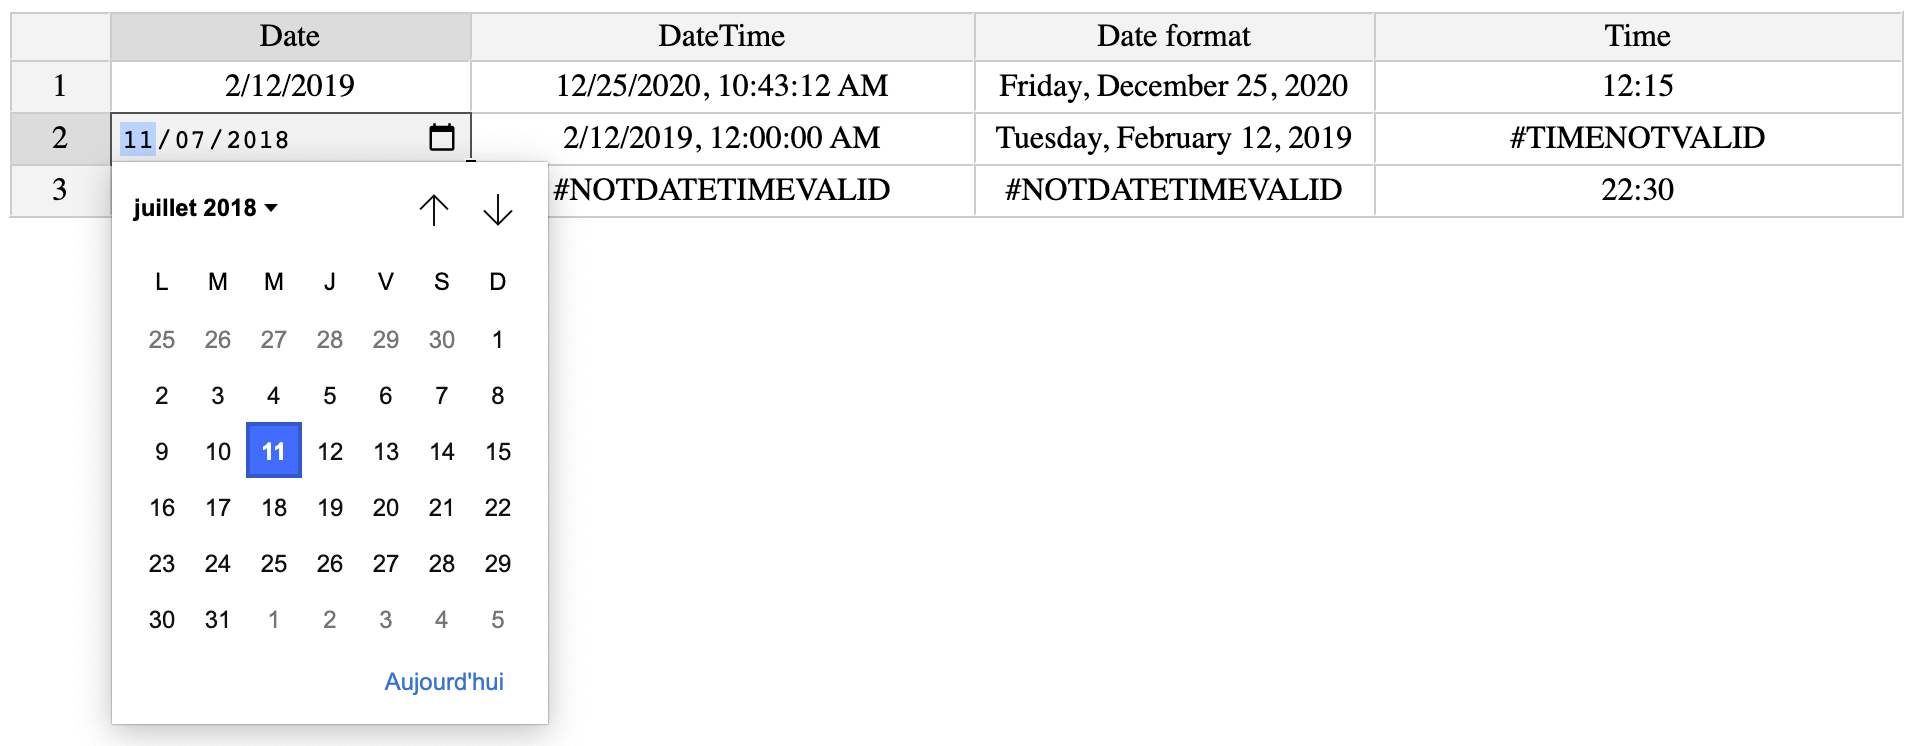 Date DateTime Date format Time
1 2/12/2019 12/25/2020, 10:43:12 AM Friday, December 25, 2020 12:15
2 11/07/2018 2/12/2019, 12:00:00 AM Tuesday, February 12, 2019 #TIMENOTVALID
3 #NOTDATETIMEVALID #NOTDATETIMEVALID 22:30
juillet 2018
L M M J V S D
25 26 27 28 29 30 1
2 3 4 5 6 7 8
9 10 11 12 13 14 15
16 17 18 19 20 21 22
23 24 25 26 27 28 29
30 31 1 2 3 4 5
Aujourd'hui